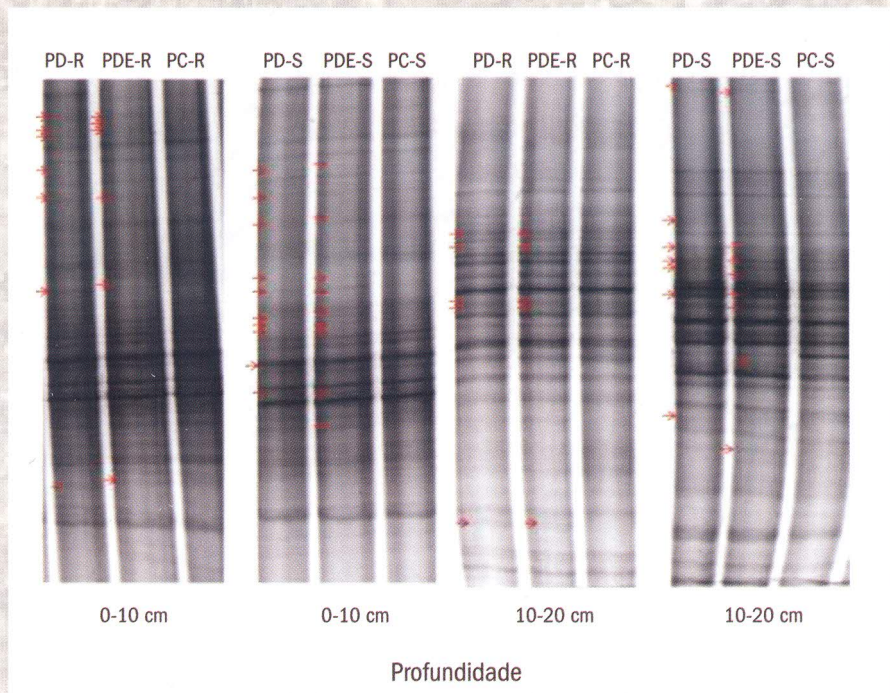 PD-R PDE-R PC-R PD-S PDE-S PC-S PD-R PDE-R PC-R PD-S PDE-S PC-S
0-10 cm 0-10 cm 10-20 cm 10-20 cm
Profundidade